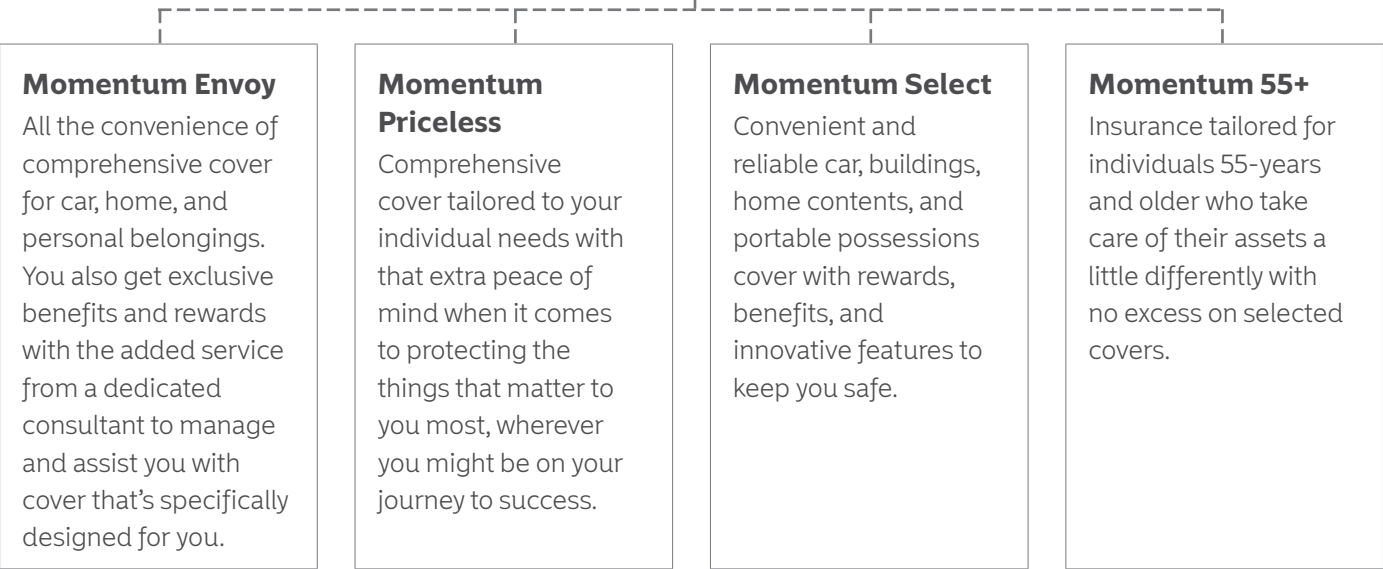 Momentum Envoy
All the convenience of
comprehensive cover
for car, home, and
personal belongings.
You also get exclusive
benefits and rewards
with the added service
from a dedicated
consultant to manage
and assist you with
cover that’s specifically
designed for you.
Momentum
Priceless
Comprehensive
cover tailored to your
individual needs with
that extra peace of
mind when it comes
to protecting the
things that matter to
you most, wherever
you might be on your
journey to success.
Momentum Select
Convenient and
reliable car, buildings,
home contents, and
portable possessions
cover with rewards,
benefits, and
innovative features to
keep you safe.
Momentum 55+
Insurance tailored for
individuals 55-years
and older who take
care of their assets a
little differently with
no excess on selected
covers.